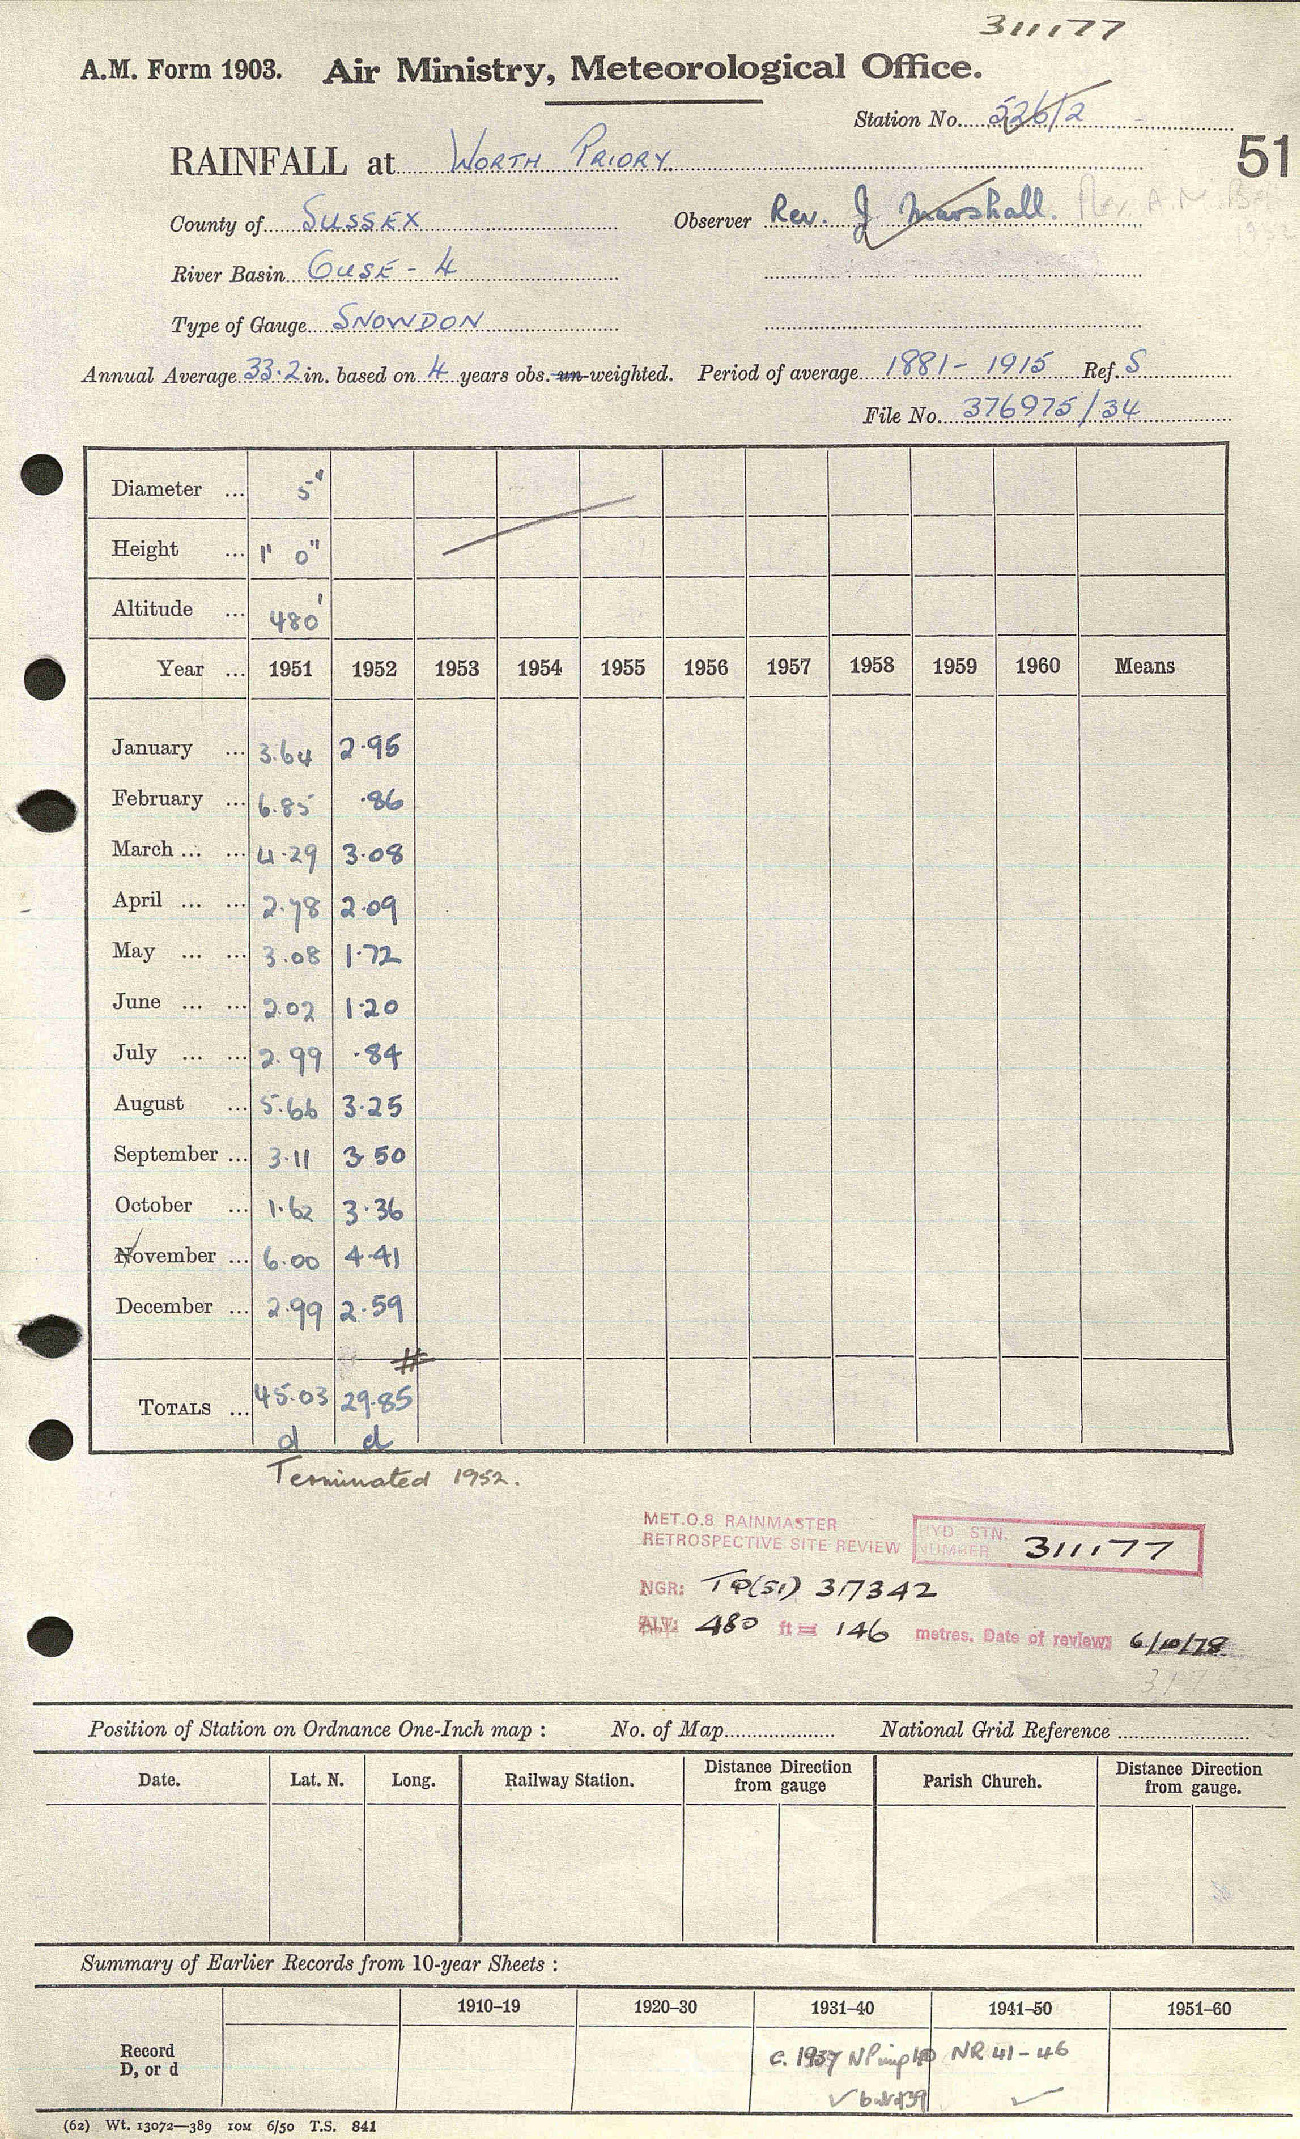 311177
A.M. Form 1903. Air Ministry, Meteorological Office.
Station No. 526/2
51
RAINFALL at WORTH PRIORY
County of SUSSEX Observer Rev. J Marshall. Rev. A.M.
1952
River Basin OUSE - 4
Type of Gauge SNOWDON
Annual Average 33.2 in. based on 4 years obs. un-weighted. Period of average 1881 - 1915 Ref. S
File No. 376975/34
Diameter ... 5"
Height ... 1' 0"
Altitude ... 480'
Year ... 1951 1952 1953 1954 1955 1956 1957 1958 1959 1960 Means
January ... 3.64 2.95
February ... 6.85 .86
March ... ... 4.29 3.08
April ... ... 2.78 2.09
May ... ... 3.08 1.72
June ... ... 2.02 1.20
July ... ... 2.99 .84
August ... 5.66 3.25
September ... 3.11 3.50
October ... 1.62 3.36
November ... 6.00 4.41
December ... 2.99 2.59
#
TOTALS ... 45.03 29.85
d d
Terminated 1952.
MET.O.8 RAINMASTER
RETROSPECTIVE SITE REVIEW HYD STN. NUMBER 311177
NGR: TQ(51) 317342
ALT: 480 ft = 146 metres. Date of review: 6/10/78
Position of Station on Ordnance One-Inch map : No. of Map National Grid Reference
Date. Lat. N. Long. Railway Station. Distance Direction from gauge Parish Church. Distance Direction from gauge.
Summary of Earlier Records from 10-year Sheets :
1910–19 1920–30 1931–40 1941–50 1951–60
Record
D, or d
c. 1937 NP imp 40 NR 41 - 46
✓ but d39 ✓
(62) Wt. 13072—389 10M 6/50 T.S. 841